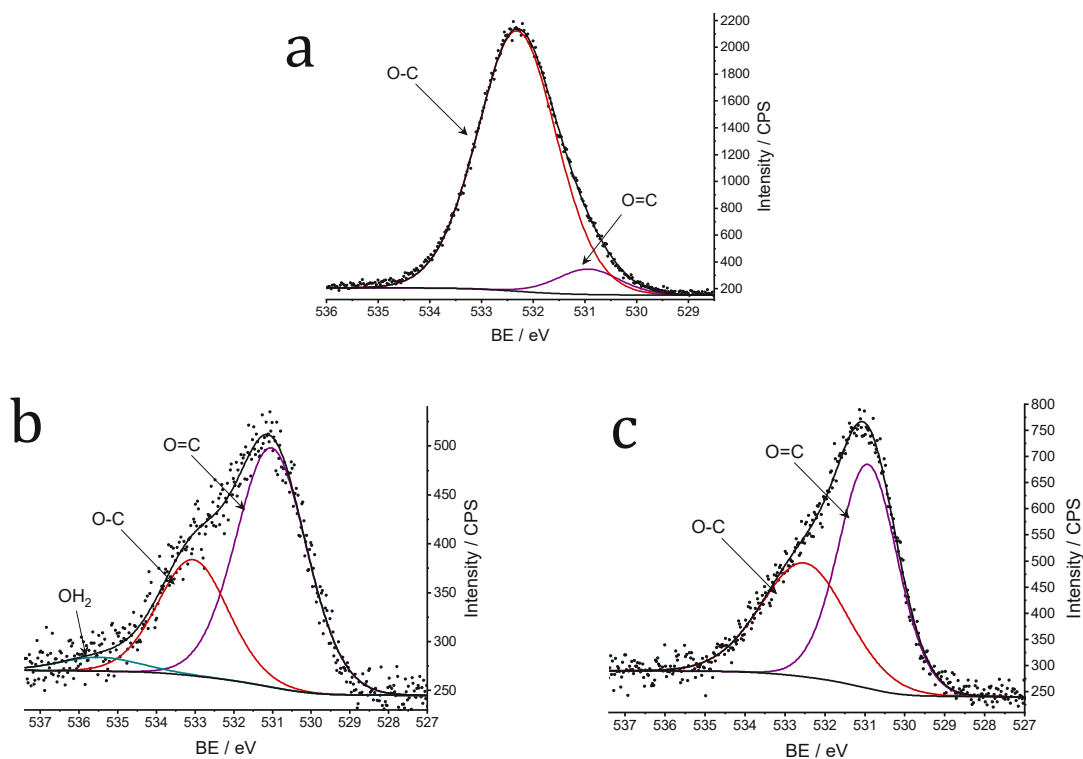 a
O-C
O=C
2200
2000
1800
1600
1400
1200
1000
800
600
400
200
Intensity / CPS
536 535 534 533 532 531 530 529
BE / eV
b
O=C
O-C
OH2
500
450
400
350
300
250
Intensity / CPS
537 536 535 534 533 532 531 530 529 528 527
BE / eV
c
O=C
O-C
800
750
700
650
600
550
500
450
400
350
300
250
Intensity / CPS
537 536 535 534 533 532 531 530 529 528 527
BE / eV